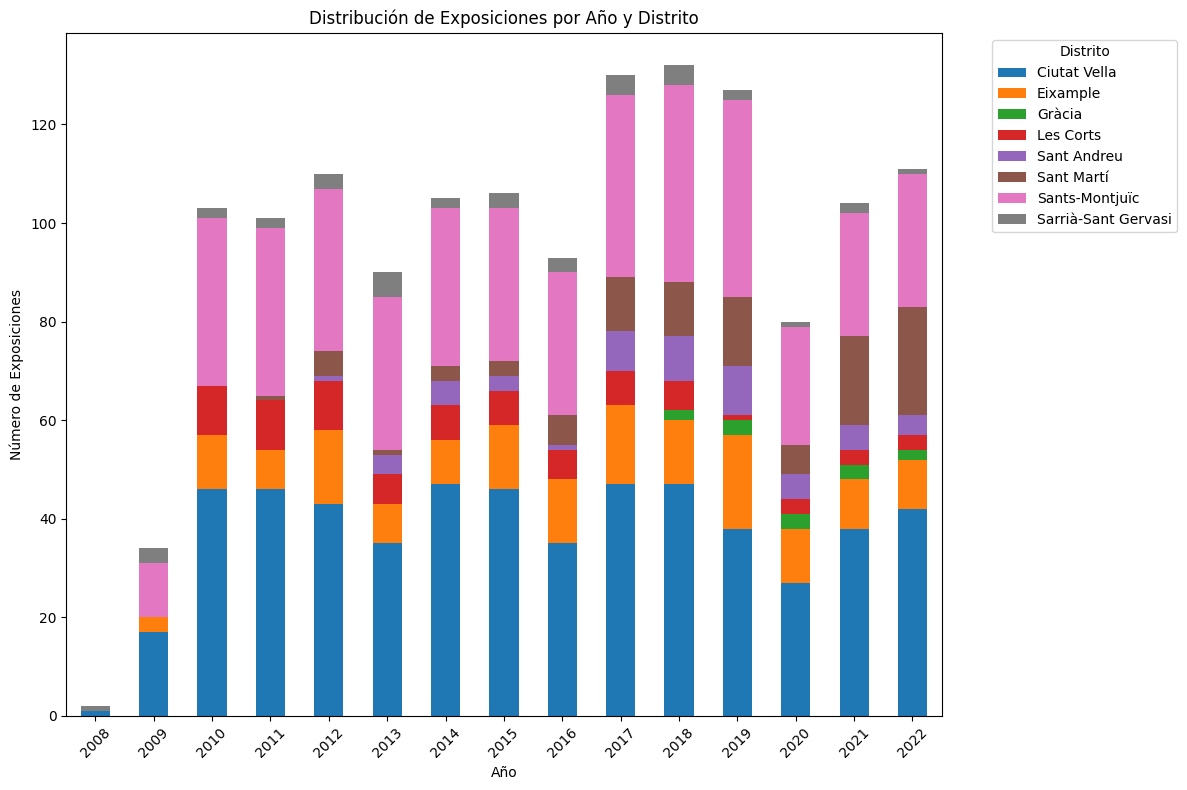 Distribución de Exposiciones por Año y Distrito
Distrito
Ciutat Vella
Eixample
Gràcia
Les Corts
Sant Andreu
Sant Martí
Sants-Montjuïc
Sarrià-Sant Gervasi
Número de Exposiciones
120
100
80
60
40
20
0
2008
2009
2010
2011
2012
2013
2014
2015
2016
2017
2018
2019
2020
2021
2022
Año